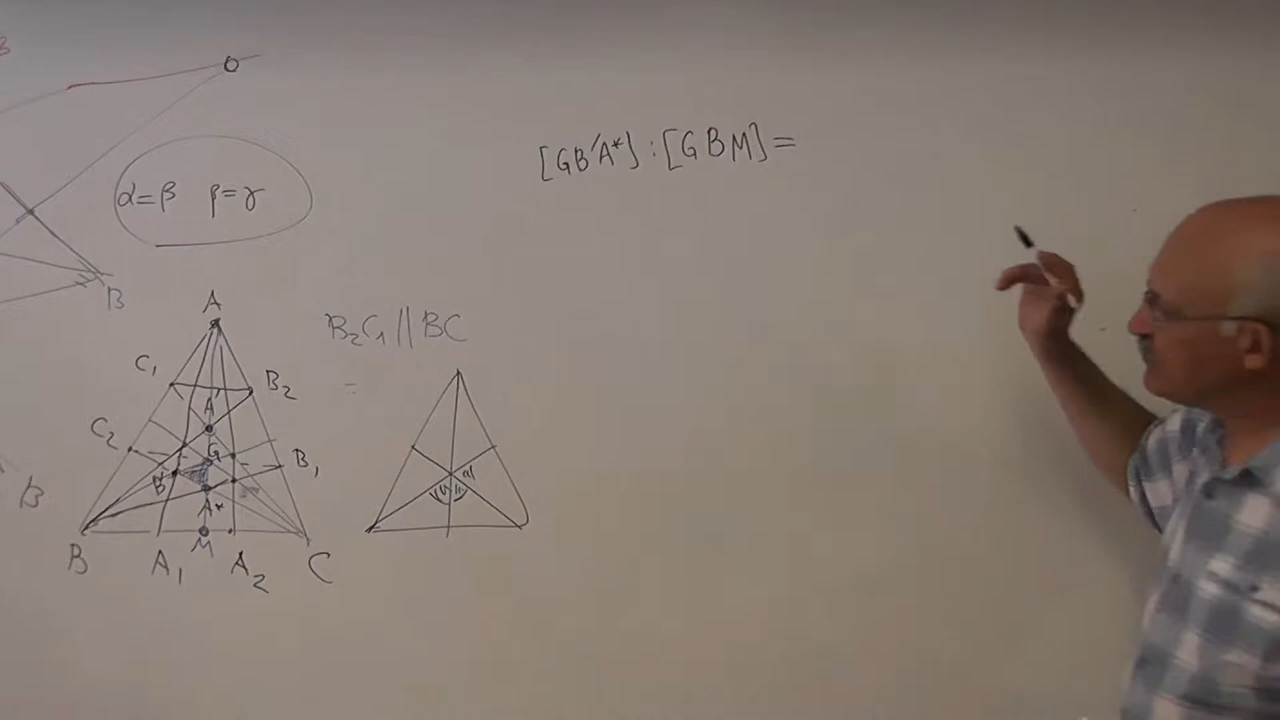 B
O
α=β β=γ
B
[GB'A*]:[GBM]=
A
B₂C₁//BC
C₁
B₂
A'
C₂
G
B₁
B'
A*
B
M
B
A₁
A₂
C